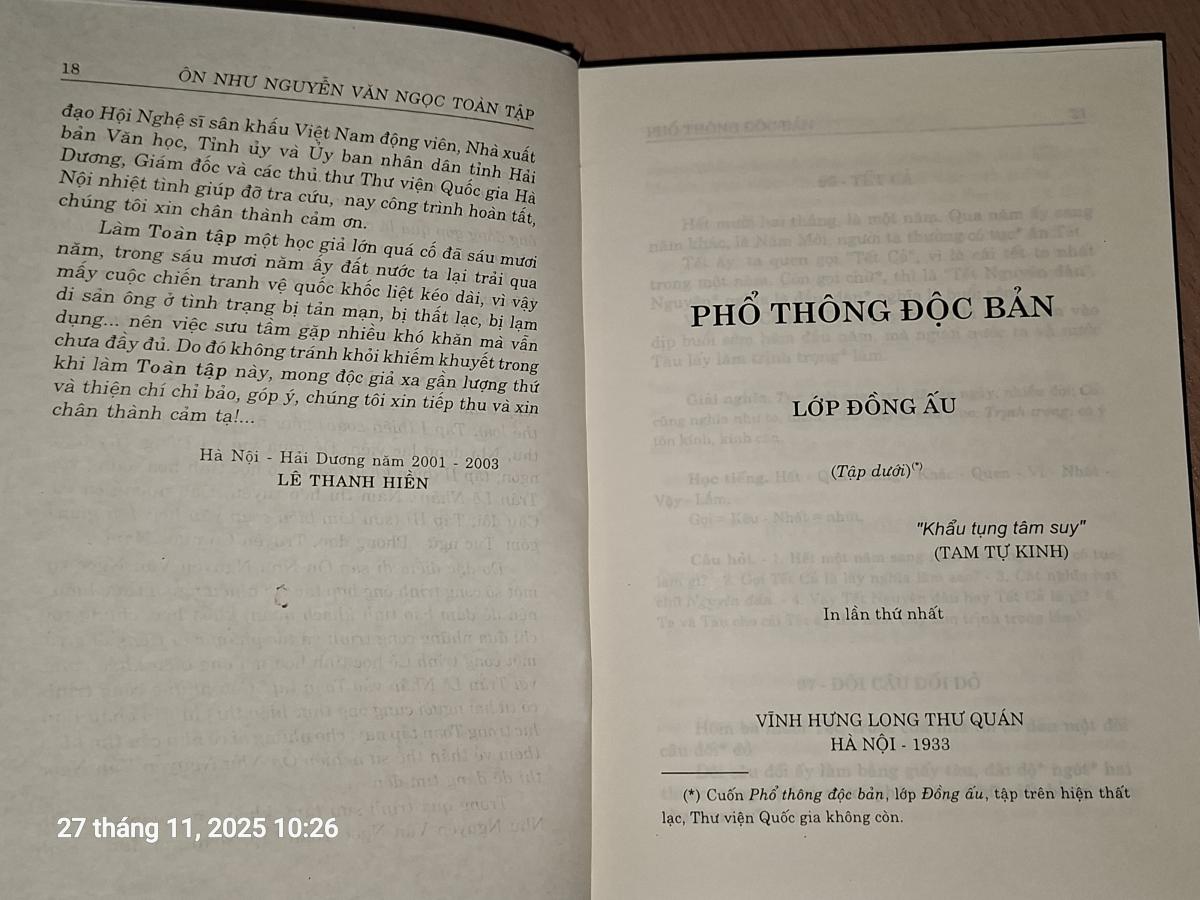 18
ÔN NHƯ NGUYỄN VĂN NGỌC TOÀN TẬP
đạo Hội Nghệ sĩ sân khấu Việt Nam động viên, Nhà xuất
bản Văn học, Tỉnh ủy và Ủy ban nhân dân tỉnh Hải
Dương, Giám đốc và các thủ thư Thư viện Quốc gia Hà
Nội nhiệt tình giúp đỡ tra cứu, nay công trình hoàn tất,
chúng tôi xin chân thành cảm ơn.
Làm Toàn tập một học giả lớn quá cố đã sáu mươi
năm, trong sáu mươi năm ấy đất nước ta lại trải qua
mấy cuộc chiến tranh vệ quốc khốc liệt kéo dài, vì vậy
di sản ông ở tình trạng bị tản mạn, bị thất lạc, bị lạm
dụng... nên việc sưu tầm gặp nhiều khó khăn mà vẫn
chưa đầy đủ. Do đó không tránh khỏi khiếm khuyết trong
khi làm Toàn tập này, mong độc giả xa gần lượng thứ
và thiện chí chỉ bảo, góp ý, chúng tôi xin tiếp thu và xin
chân thành cảm tạ!...
Hà Nội - Hải Dương năm 2001 - 2003
LÊ THANH HIỀN
PHỔ THÔNG ĐỘC BẢN
LỚP ĐỒNG ẤU
(Tập dưới)(*)
"Khẩu tụng tâm suy"
(TAM TỰ KINH)
In lần thứ nhất
VĨNH HƯNG LONG THƯ QUÁN
HÀ NỘI - 1933
(*) Cuốn Phổ thông độc bản, lớp Đồng ấu, tập trên hiện thất
lạc, Thư viện Quốc gia không còn.
27 tháng 11, 2025 10:26